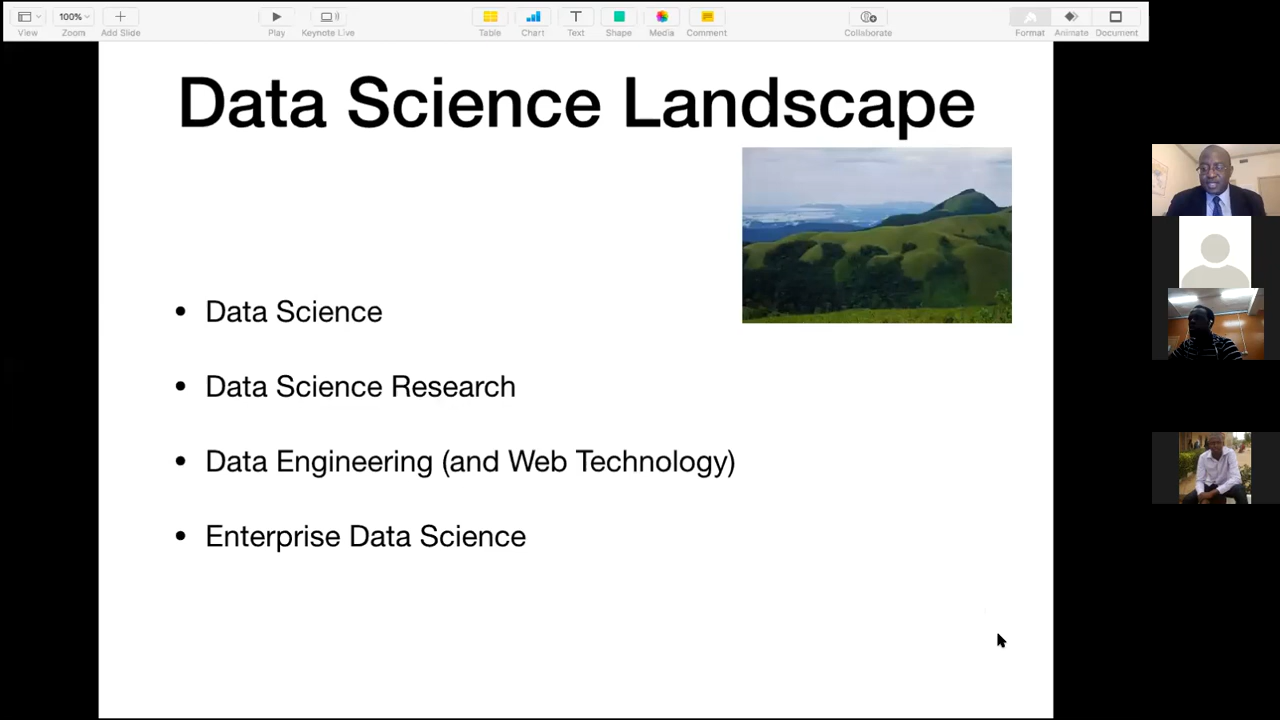 View
100%
Zoom
Add Slide
Play
Keynote Live
Table
Chart
Text
Shape
Media
Comment
Collaborate
Format
Animate
Document
Data Science Landscape
• Data Science
• Data Science Research
• Data Engineering (and Web Technology)
• Enterprise Data Science